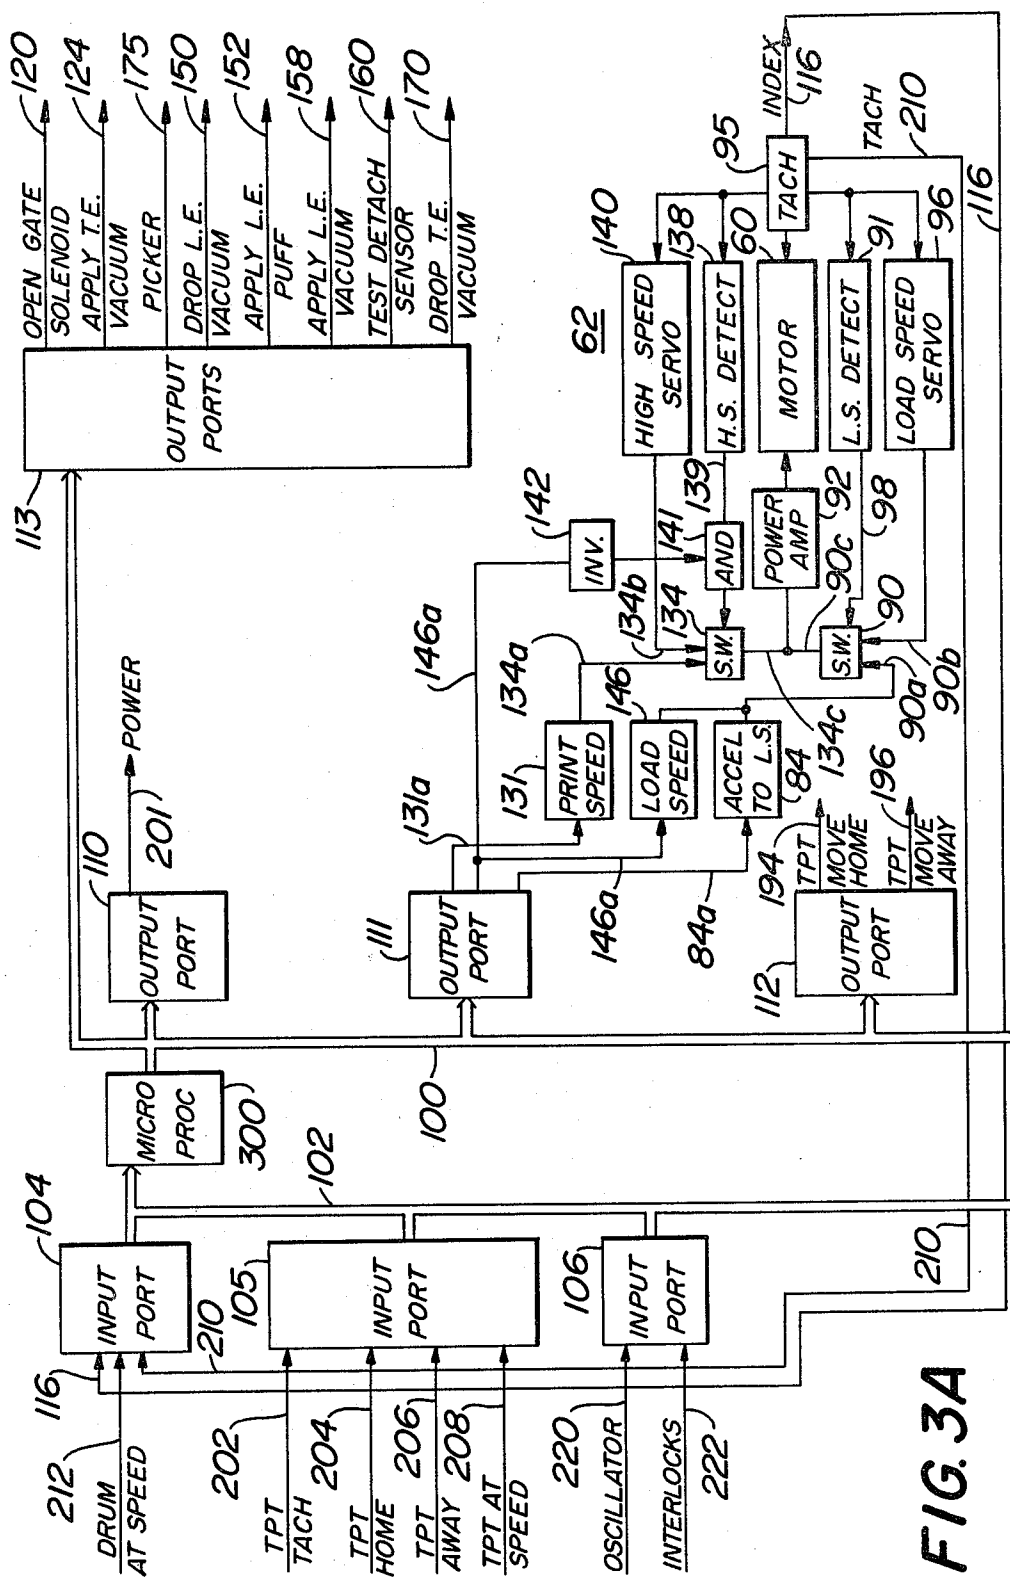 120
124
175
150
152
158
160
170
OPEN GATE
SOLENOID
APPLY T.E.
VACUUM
PICKER
DROP L.E.
VACUUM
APPLY L.E.
PUFF
APPLY L.E.
VACUUM
TEST DETACH
SENSOR
DROP T.E.
VACUUM
OUTPUT
PORTS
113
POWER
201
110
OUTPUT
PORT
MICRO
PROC
300
100
102
104
INPUT
PORT
116
210
212
DRUM
AT SPEED
105
INPUT
PORT
202
TPT
TACH
204
TPT
HOME
206
TPT
AWAY
208
TPT AT
SPEED
106
INPUT
PORT
220
OSCILLATOR
222
INTERLOCKS
210
111
OUTPUT
PORT
131a
146a
146a
84a
131
PRINT
SPEED
146
LOAD
SPEED
ACCEL
TO L.S.
84
134a
134b
134
S.W.
134c
142
INV.
141
AND
139
62
140
HIGH SPEED
SERVO
138
H.S. DETECT
60
MOTOR
91
L.S. DETECT
96
LOAD SPEED
SERVO
POWER
AMP
92
98
90c
S.W.
90
90a
90b
95
TACH
INDEX
116
TACH
210
116
112
OUTPUT
PORT
194
TPT
MOVE
HOME
196
TPT
MOVE
AWAY
FIG. 3A